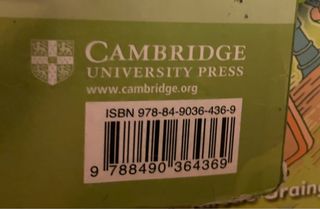 CAMBRIDGE
UNIVERSITY PRESS
www.cambridge.org
ISBN 978-84-9036-436-9
9 788490 364369